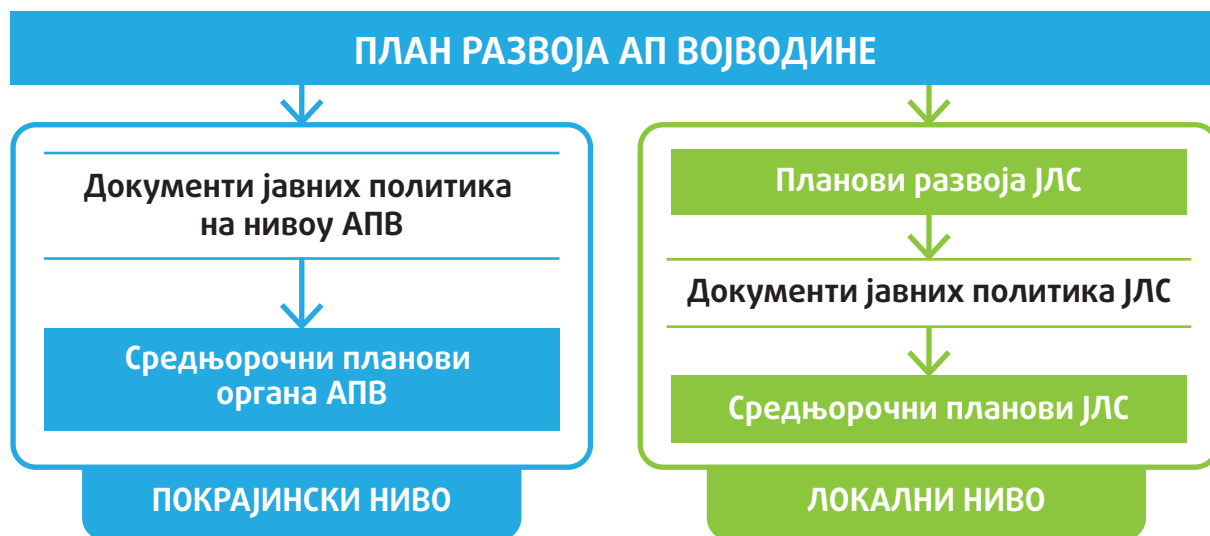 ПЛАН РАЗВОЈА АП ВОЈВОДИНЕ
Документи јавних политика
на нивоу АПВ
Средњорочни планови
органа АПВ
ПОКРАЈИНСКИ НИВО
Планови развоја ЈЛС
Документи јавних политика ЈЛС
Средњорочни планови ЈЛС
ЛОКАЛНИ НИВО